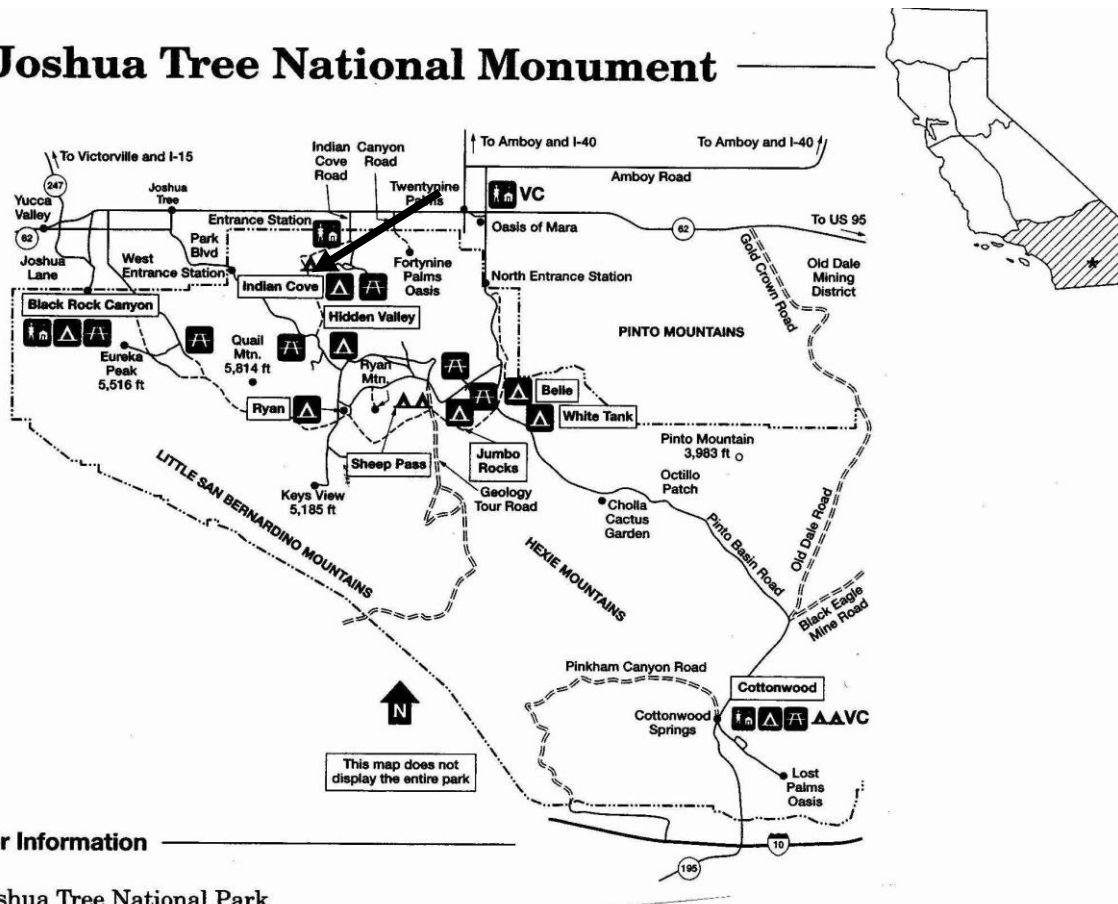 Joshua Tree National Monument
To Victorville and I-15
247
Yucca
Valley
62
Joshua
Lane
Joshua
Tree
Park
Blvd
West
Entrance Station
Entrance Station
Indian
Cove
Road
Canyon
Road
Twentynine
Palms
To Amboy and I-40
To Amboy and I-40
Amboy Road
VC
Oasis of Mara
62
To US 95
Fortynine
Palms
Oasis
North Entrance Station
Gold Crown Road
Old Dale
Mining
District
Black Rock Canyon
Indian Cove
Hidden Valley
PINTO MOUNTAINS
Eureka
Peak
5,516 ft
Quail
Mtn.
5,814 ft
Ryan
Mtn.
Ryan
Belle
White Tank
Sheep Pass
Jumbo
Rocks
Geology
Tour Road
Keys View
5,185 ft
Pinto Mountain
3,983 ft
Octillo
Patch
Cholla
Cactus
Garden
LITTLE SAN BERNARDINO MOUNTAINS
HEXIE MOUNTAINS
Pinto Basin Road
Old Dale Road
Black Eagle
Mine Road
Pinkham Canyon Road
Cottonwood
Cottonwood
Springs
VC
Lost
Palms
Oasis
N
This map does not
display the entire park
10
195
r Information
shua Tree National Park